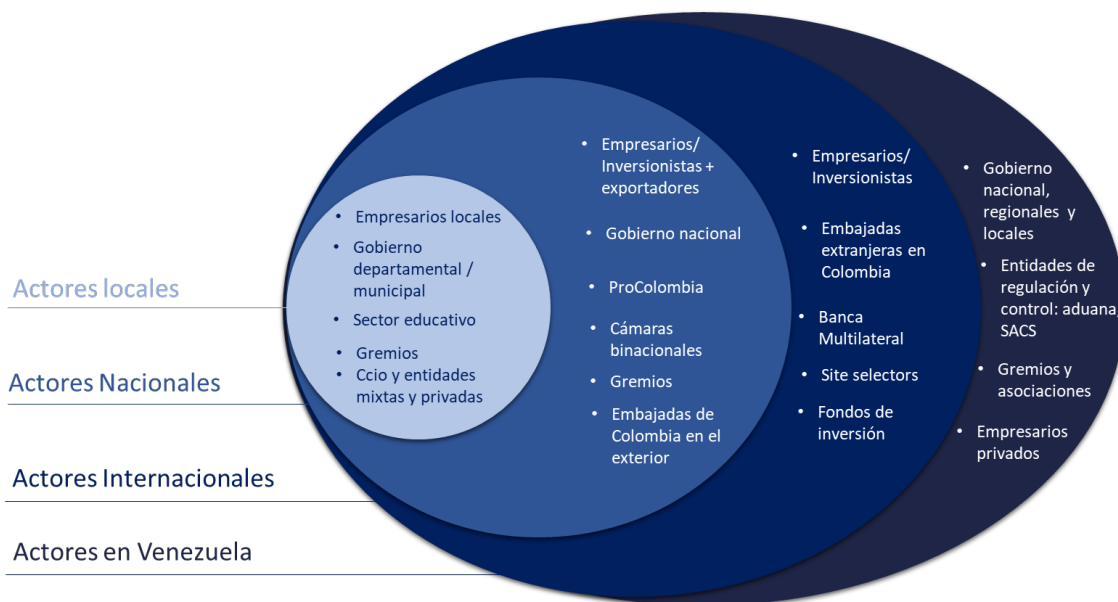 Actores locales
Actores Nacionales
Actores Internacionales
Actores en Venezuela
• Empresarios locales
• Gobierno
departamental /
municipal
• Sector educativo
• Gremios
• Ccio y entidades
mixtas y privadas
• Empresarios/
Inversionistas +
exportadores
• Gobierno nacional
• ProColombia
• Cámaras
binacionales
• Gremios
• Embajadas de
Colombia en el
exterior
• Empresarios/
Inversionistas
• Embajadas
extranjeras en
Colombia
• Banca
Multilateral
• Site selectors
• Fondos de
inversión
• Gobierno
nacional,
regionales y
locales
• Entidades de
regulación y
control: aduana,
SACS
• Gremios y
asociaciones
• Empresarios
privados